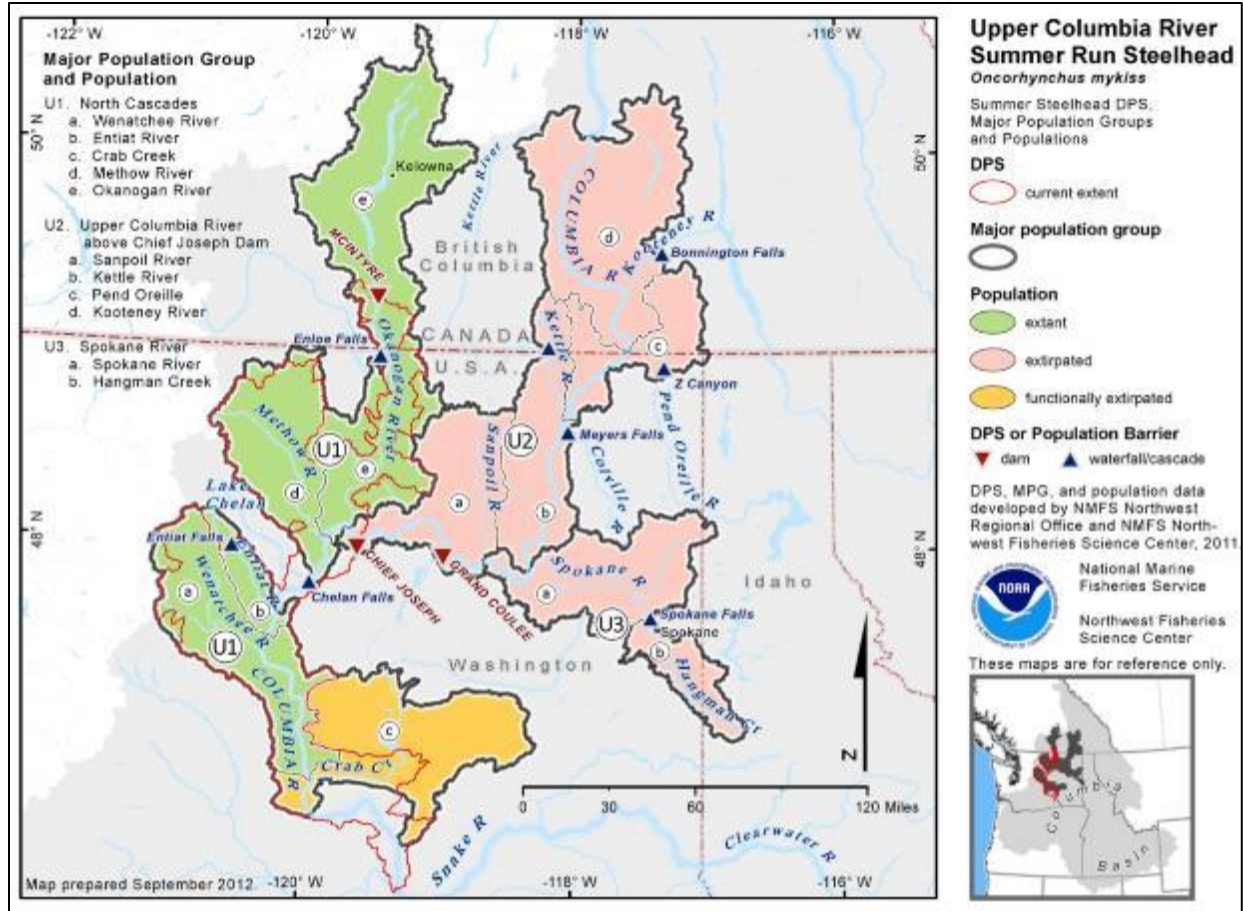 -122° W
-120° W
-118° W
-116° W
Major Population Group
and Population
U1. North Cascades
a. Wenatchee River
b. Entiat River
c. Crab Creek
d. Methow River
e. Okanogan River
U2. Upper Columbia River
above Chief Joseph Dam
a. Sanpoil River
b. Kettle River
c. Pend Oreille
d. Kooteney River
U3. Spokane River
a. Spokane River
b. Hangman Creek
50° N
50° N
48° N
48° N
Kelowna
e
MCINTYRE
Kettle River
British
Columbia
COLUMBIA R
d
Kooteney R
Bonnington Falls
Enloe Falls
Okanogan River
CANADA
U.S.A.
Kettle R
c
Z Canyon
Methow R
U1
e
d
Sanpoil R
U2
Meyers Falls
Colville R
Pend Oreille R
a
b
Lake
Chelan
Entiat Falls
Entiat R
Wenatchee R
a
b
U1
Chelan Falls
CHIEF JOSEPH
GRAND COULEE
Spokane R
a
U3
Spokane Falls
Spokane
b
Hangman Cr
Idaho
Washington
COLUMBIA R
c
Crab Cr
Snake R
Clearwater R
N
0 30 60 120 Miles
Map prepared September 2012.
-120° W
-118° W
-116° W
Upper Columbia River
Summer Run Steelhead
Oncorhynchus mykiss
Summer Steelhead DPS,
Major Population Groups
and Populations
DPS
current extent
Major population group
Population
extant
extirpated
functionally extirpated
DPS or Population Barrier
dam waterfall/cascade
DPS, MPG, and population data
developed by NMFS Northwest
Regional Office and NMFS North-
west Fisheries Science Center, 2011
NOAA
National Marine
Fisheries Service
Northwest Fisheries
Science Center
These maps are for reference only.
Columbia
Basin